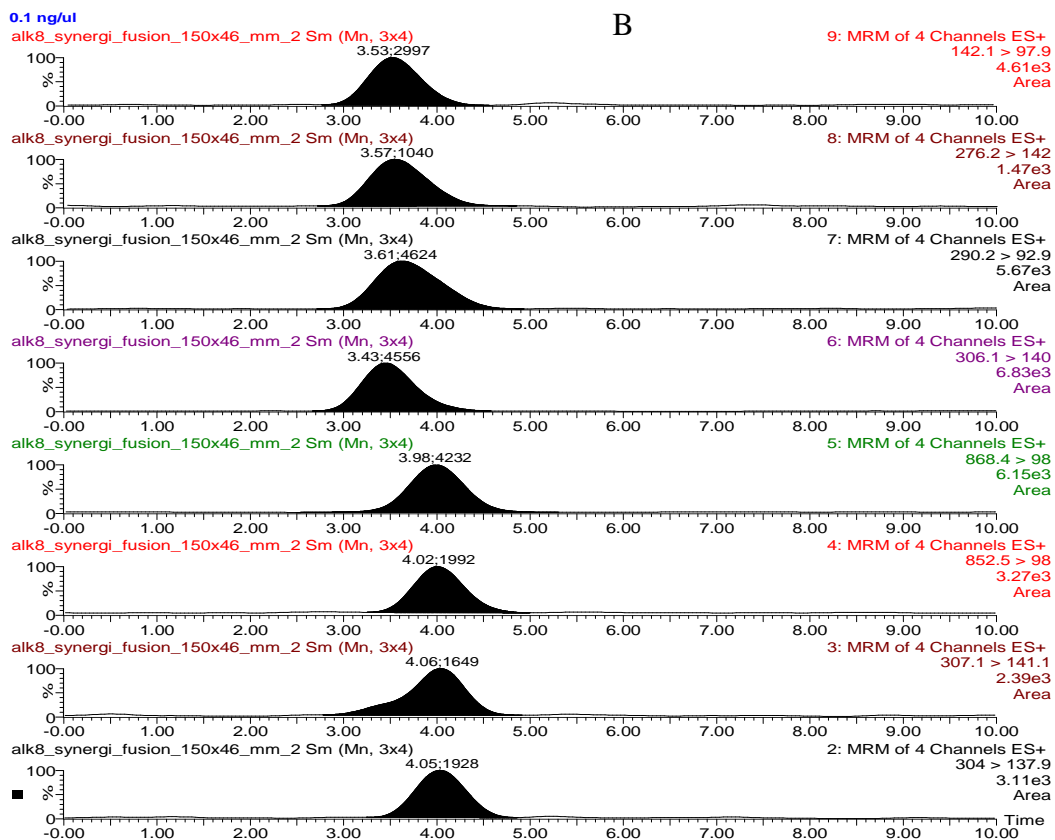 0.1 ng/ul
B
alk8_synergi_fusion_150x46_mm_2 Sm (Mn, 3x4)
9: MRM of 4 Channels ES+
142.1 > 97.9
4.61e3
Area
3.53;2997
100
%
0
-0.00 1.00 2.00 3.00 4.00 5.00 6.00 7.00 8.00 9.00 10.00
alk8_synergi_fusion_150x46_mm_2 Sm (Mn, 3x4)
8: MRM of 4 Channels ES+
276.2 > 142
1.47e3
Area
3.57;1040
100
%
0
-0.00 1.00 2.00 3.00 4.00 5.00 6.00 7.00 8.00 9.00 10.00
alk8_synergi_fusion_150x46_mm_2 Sm (Mn, 3x4)
7: MRM of 4 Channels ES+
290.2 > 92.9
5.67e3
Area
3.61;4624
100
%
0
-0.00 1.00 2.00 3.00 4.00 5.00 6.00 7.00 8.00 9.00 10.00
alk8_synergi_fusion_150x46_mm_2 Sm (Mn, 3x4)
6: MRM of 4 Channels ES+
306.1 > 140
6.83e3
Area
3.43;4556
100
%
0
-0.00 1.00 2.00 3.00 4.00 5.00 6.00 7.00 8.00 9.00 10.00
alk8_synergi_fusion_150x46_mm_2 Sm (Mn, 3x4)
5: MRM of 4 Channels ES+
868.4 > 98
6.15e3
Area
3.98;4232
100
%
0
-0.00 1.00 2.00 3.00 4.00 5.00 6.00 7.00 8.00 9.00 10.00
alk8_synergi_fusion_150x46_mm_2 Sm (Mn, 3x4)
4: MRM of 4 Channels ES+
852.5 > 98
3.27e3
Area
4.02;1992
100
%
0
-0.00 1.00 2.00 3.00 4.00 5.00 6.00 7.00 8.00 9.00 10.00
alk8_synergi_fusion_150x46_mm_2 Sm (Mn, 3x4)
3: MRM of 4 Channels ES+
307.1 > 141.1
2.39e3
Area
4.06;1649
100
%
0
-0.00 1.00 2.00 3.00 4.00 5.00 6.00 7.00 8.00 9.00 10.00
alk8_synergi_fusion_150x46_mm_2 Sm (Mn, 3x4)
2: MRM of 4 Channels ES+
304 > 137.9
3.11e3
Area
4.05;1928
100
%
0
Time
-0.00 1.00 2.00 3.00 4.00 5.00 6.00 7.00 8.00 9.00 10.00